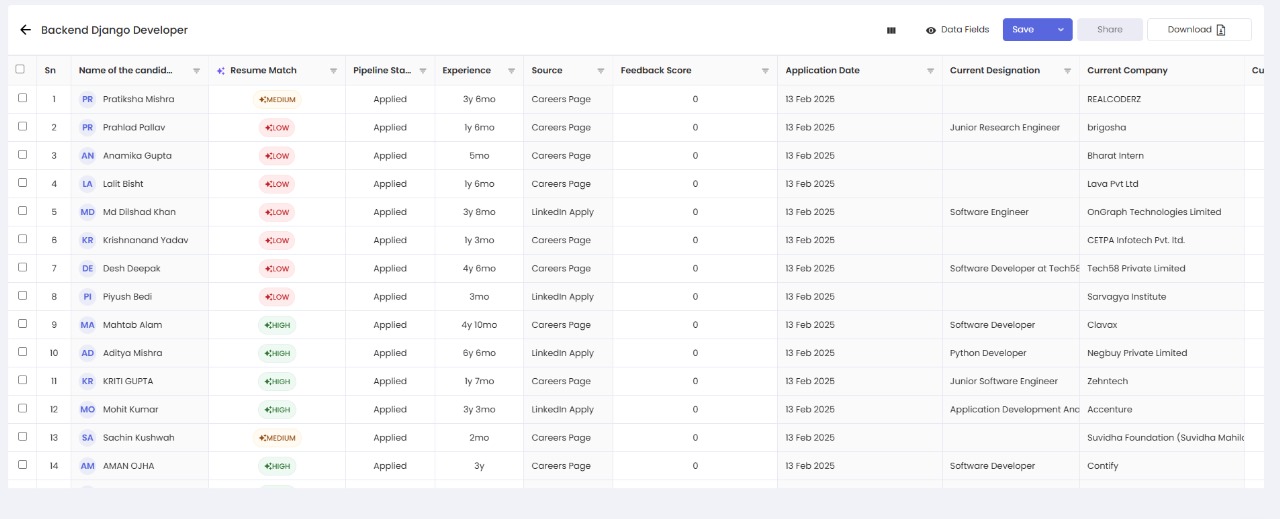 Backend Django Developer Data Fields Save Share Download
Sn Name of the candid... Resume Match Pipeline Sta... Experience Source Feedback Score Application Date Current Designation Current Company Cu
1 PR Pratiksha Mishra MEDIUM Applied 3y 6mo Careers Page 0 13 Feb 2025 REALCODERZ
2 PR Prahlad Pallav LOW Applied 1y 6mo Careers Page 0 13 Feb 2025 Junior Research Engineer brigosha
3 AN Anamika Gupta LOW Applied 5mo Careers Page 0 13 Feb 2025 Bharat Intern
4 LA Lalit Bisht LOW Applied 1y 6mo Careers Page 0 13 Feb 2025 Lava Pvt Ltd
5 MD Md Dilshad Khan LOW Applied 3y 8mo LinkedIn Apply 0 13 Feb 2025 Software Engineer OnGraph Technologies Limited
6 KR Krishnanand Yadav LOW Applied 1y 3mo Careers Page 0 13 Feb 2025 CETPA Infotech Pvt. ltd.
7 DE Desh Deepak LOW Applied 4y 6mo Careers Page 0 13 Feb 2025 Software Developer at Tech58 Tech58 Private Limited
8 PI Piyush Bedi LOW Applied 3mo LinkedIn Apply 0 13 Feb 2025 Sarvagya Institute
9 MA Mahtab Alam HIGH Applied 4y 10mo Careers Page 0 13 Feb 2025 Software Developer Clavax
10 AD Aditya Mishra HIGH Applied 6y 6mo LinkedIn Apply 0 13 Feb 2025 Python Developer Negbuy Private Limited
11 KR KRITI GUPTA HIGH Applied 1y 7mo Careers Page 0 13 Feb 2025 Junior Software Engineer Zehntech
12 MO Mohit Kumar HIGH Applied 3y 3mo LinkedIn Apply 0 13 Feb 2025 Application Development Anc Accenture
13 SA Sachin Kushwah MEDIUM Applied 2mo Careers Page 0 13 Feb 2025 Suvidha Foundation (Suvidha Mahilc
14 AM AMAN OJHA HIGH Applied 3y Careers Page 0 13 Feb 2025 Software Developer Contify